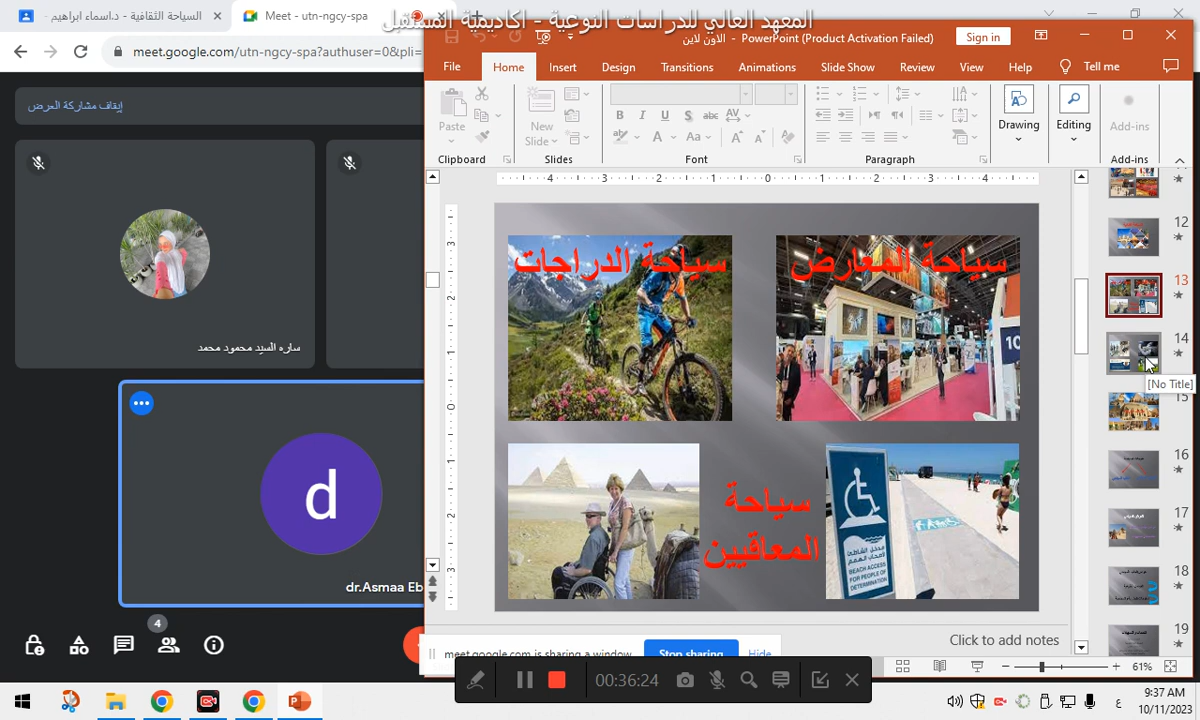 المعهد العالي للدراسات النوعية - اكاديمية المستقبل
السياحة الثقافية - د.اسماء ابراهيم
Meet - utn-ngcy-spa
meet.google.com/utn-ngcy-spa?authuser=0&pli=
إيقاف مشاركة العرض
ساره السيد محمود محمد
d
dr.Asmaa Eb
4
الاون لاين - PowerPoint (Product Activation Failed)
Sign in
File Home Insert Design Transitions Animations Slide Show Review View Help Tell me
Paste
New Slide
Drawing
Editing
Add-ins
Clipboard Slides Font Paragraph Add-ins
سياحة الدراجات
سياحة المعارض
سياحة
المعاقيين
BEACH ACCESS
FOR PEOPLE OF
DETERMINATION
10
12
13
14
[No Title]
15
16
17
18
19
Click to add notes
meet.google.com is sharing a window.
Stop sharing
Hide
61%
00:36:24
9:37 AM
10/11/2023